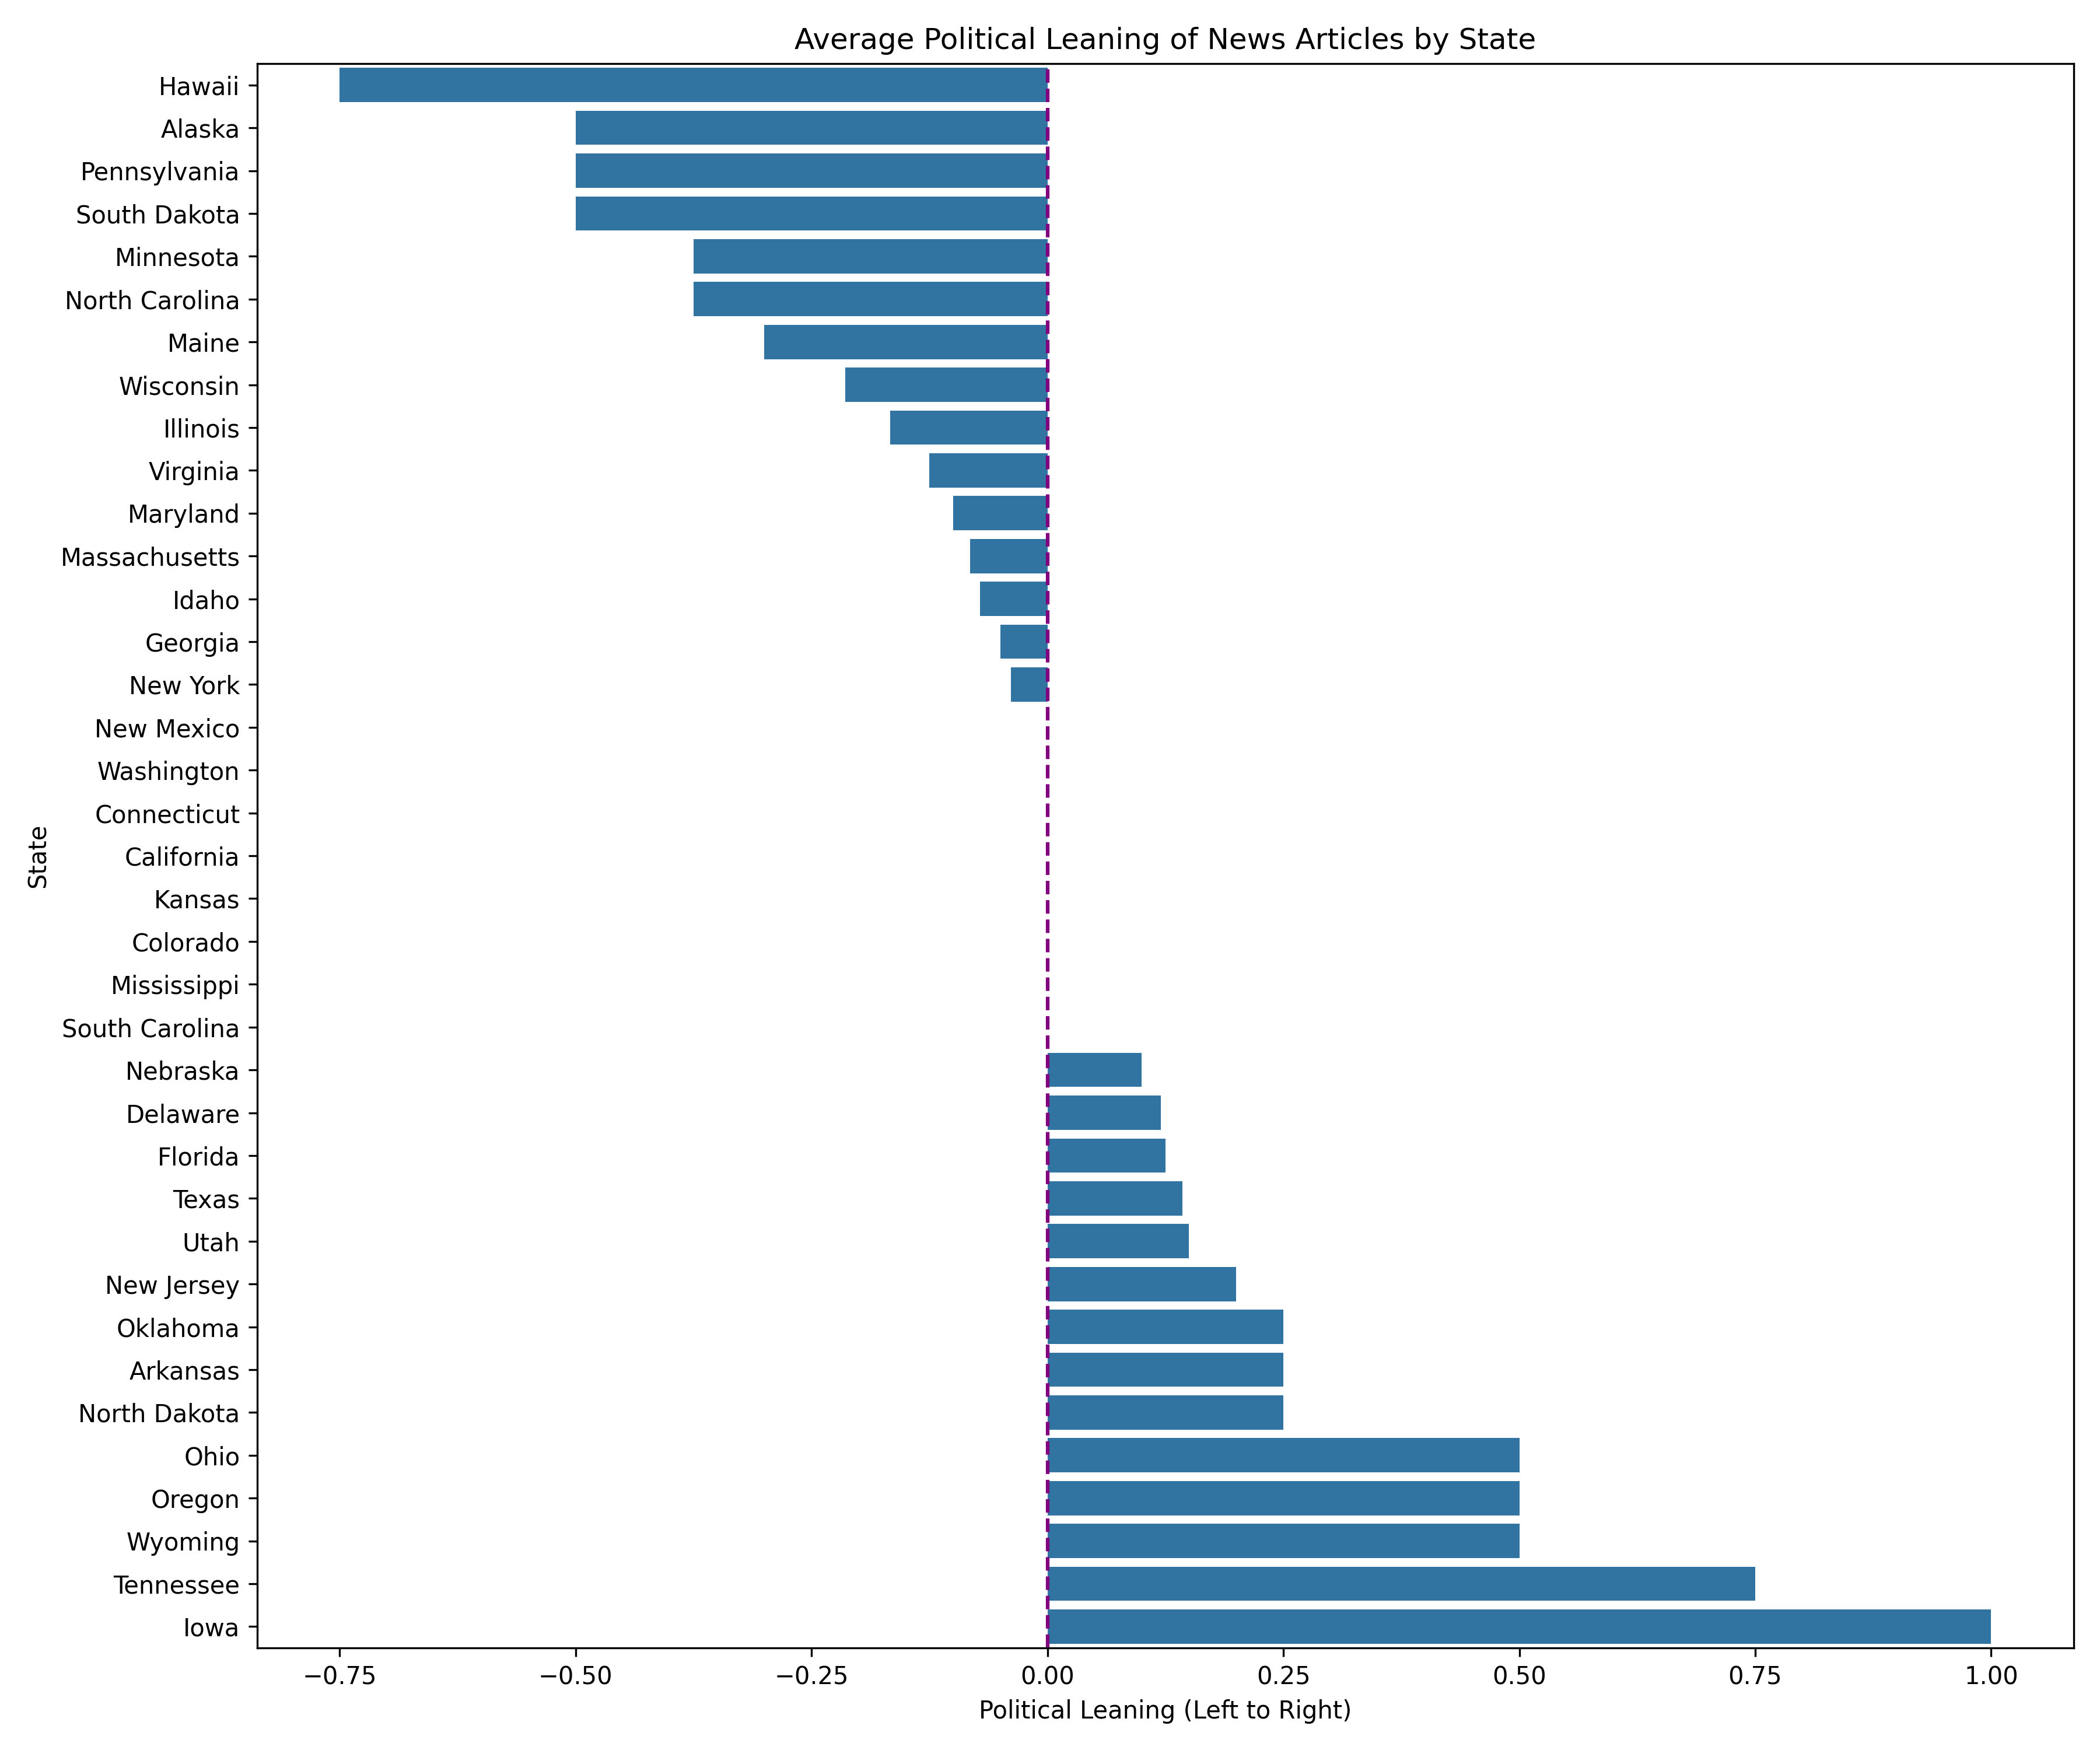 Average Political Leaning of News Articles by State
Hawaii
Alaska
Pennsylvania
South Dakota
Minnesota
North Carolina
Maine
Wisconsin
Illinois
Virginia
Maryland
Massachusetts
Idaho
Georgia
New York
New Mexico
Washington
Connecticut
California
Kansas
Colorado
Mississippi
South Carolina
Nebraska
Delaware
Florida
Texas
Utah
New Jersey
Oklahoma
Arkansas
North Dakota
Ohio
Oregon
Wyoming
Tennessee
Iowa
State
−0.75 −0.50 −0.25 0.00 0.25 0.50 0.75 1.00
Political Leaning (Left to Right)